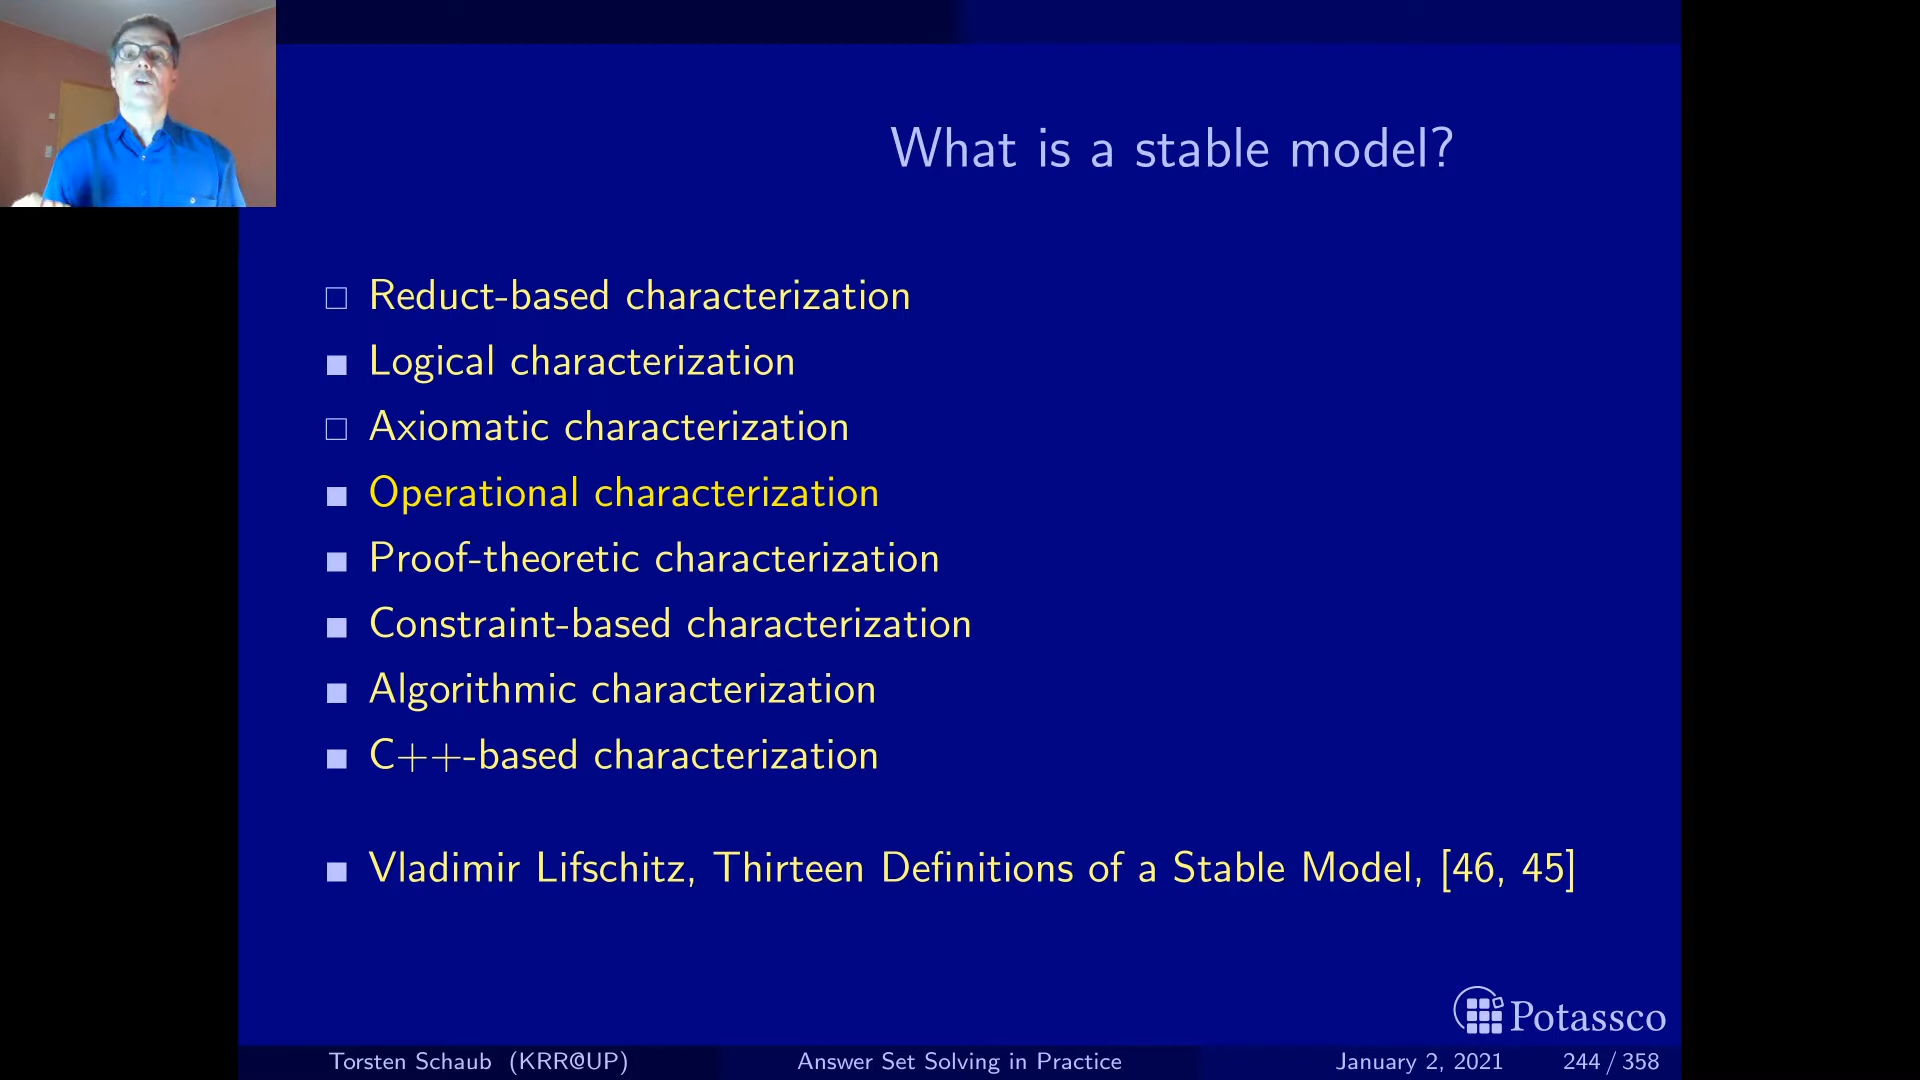 What is a stable model?
Reduct-based characterization
Logical characterization
Axiomatic characterization
Operational characterization
Proof-theoretic characterization
Constraint-based characterization
Algorithmic characterization
C++-based characterization
Vladimir Lifschitz, Thirteen Definitions of a Stable Model, [46, 45]
Potassco
Torsten Schaub (KRR@UP) Answer Set Solving in Practice January 2, 2021 244 / 358